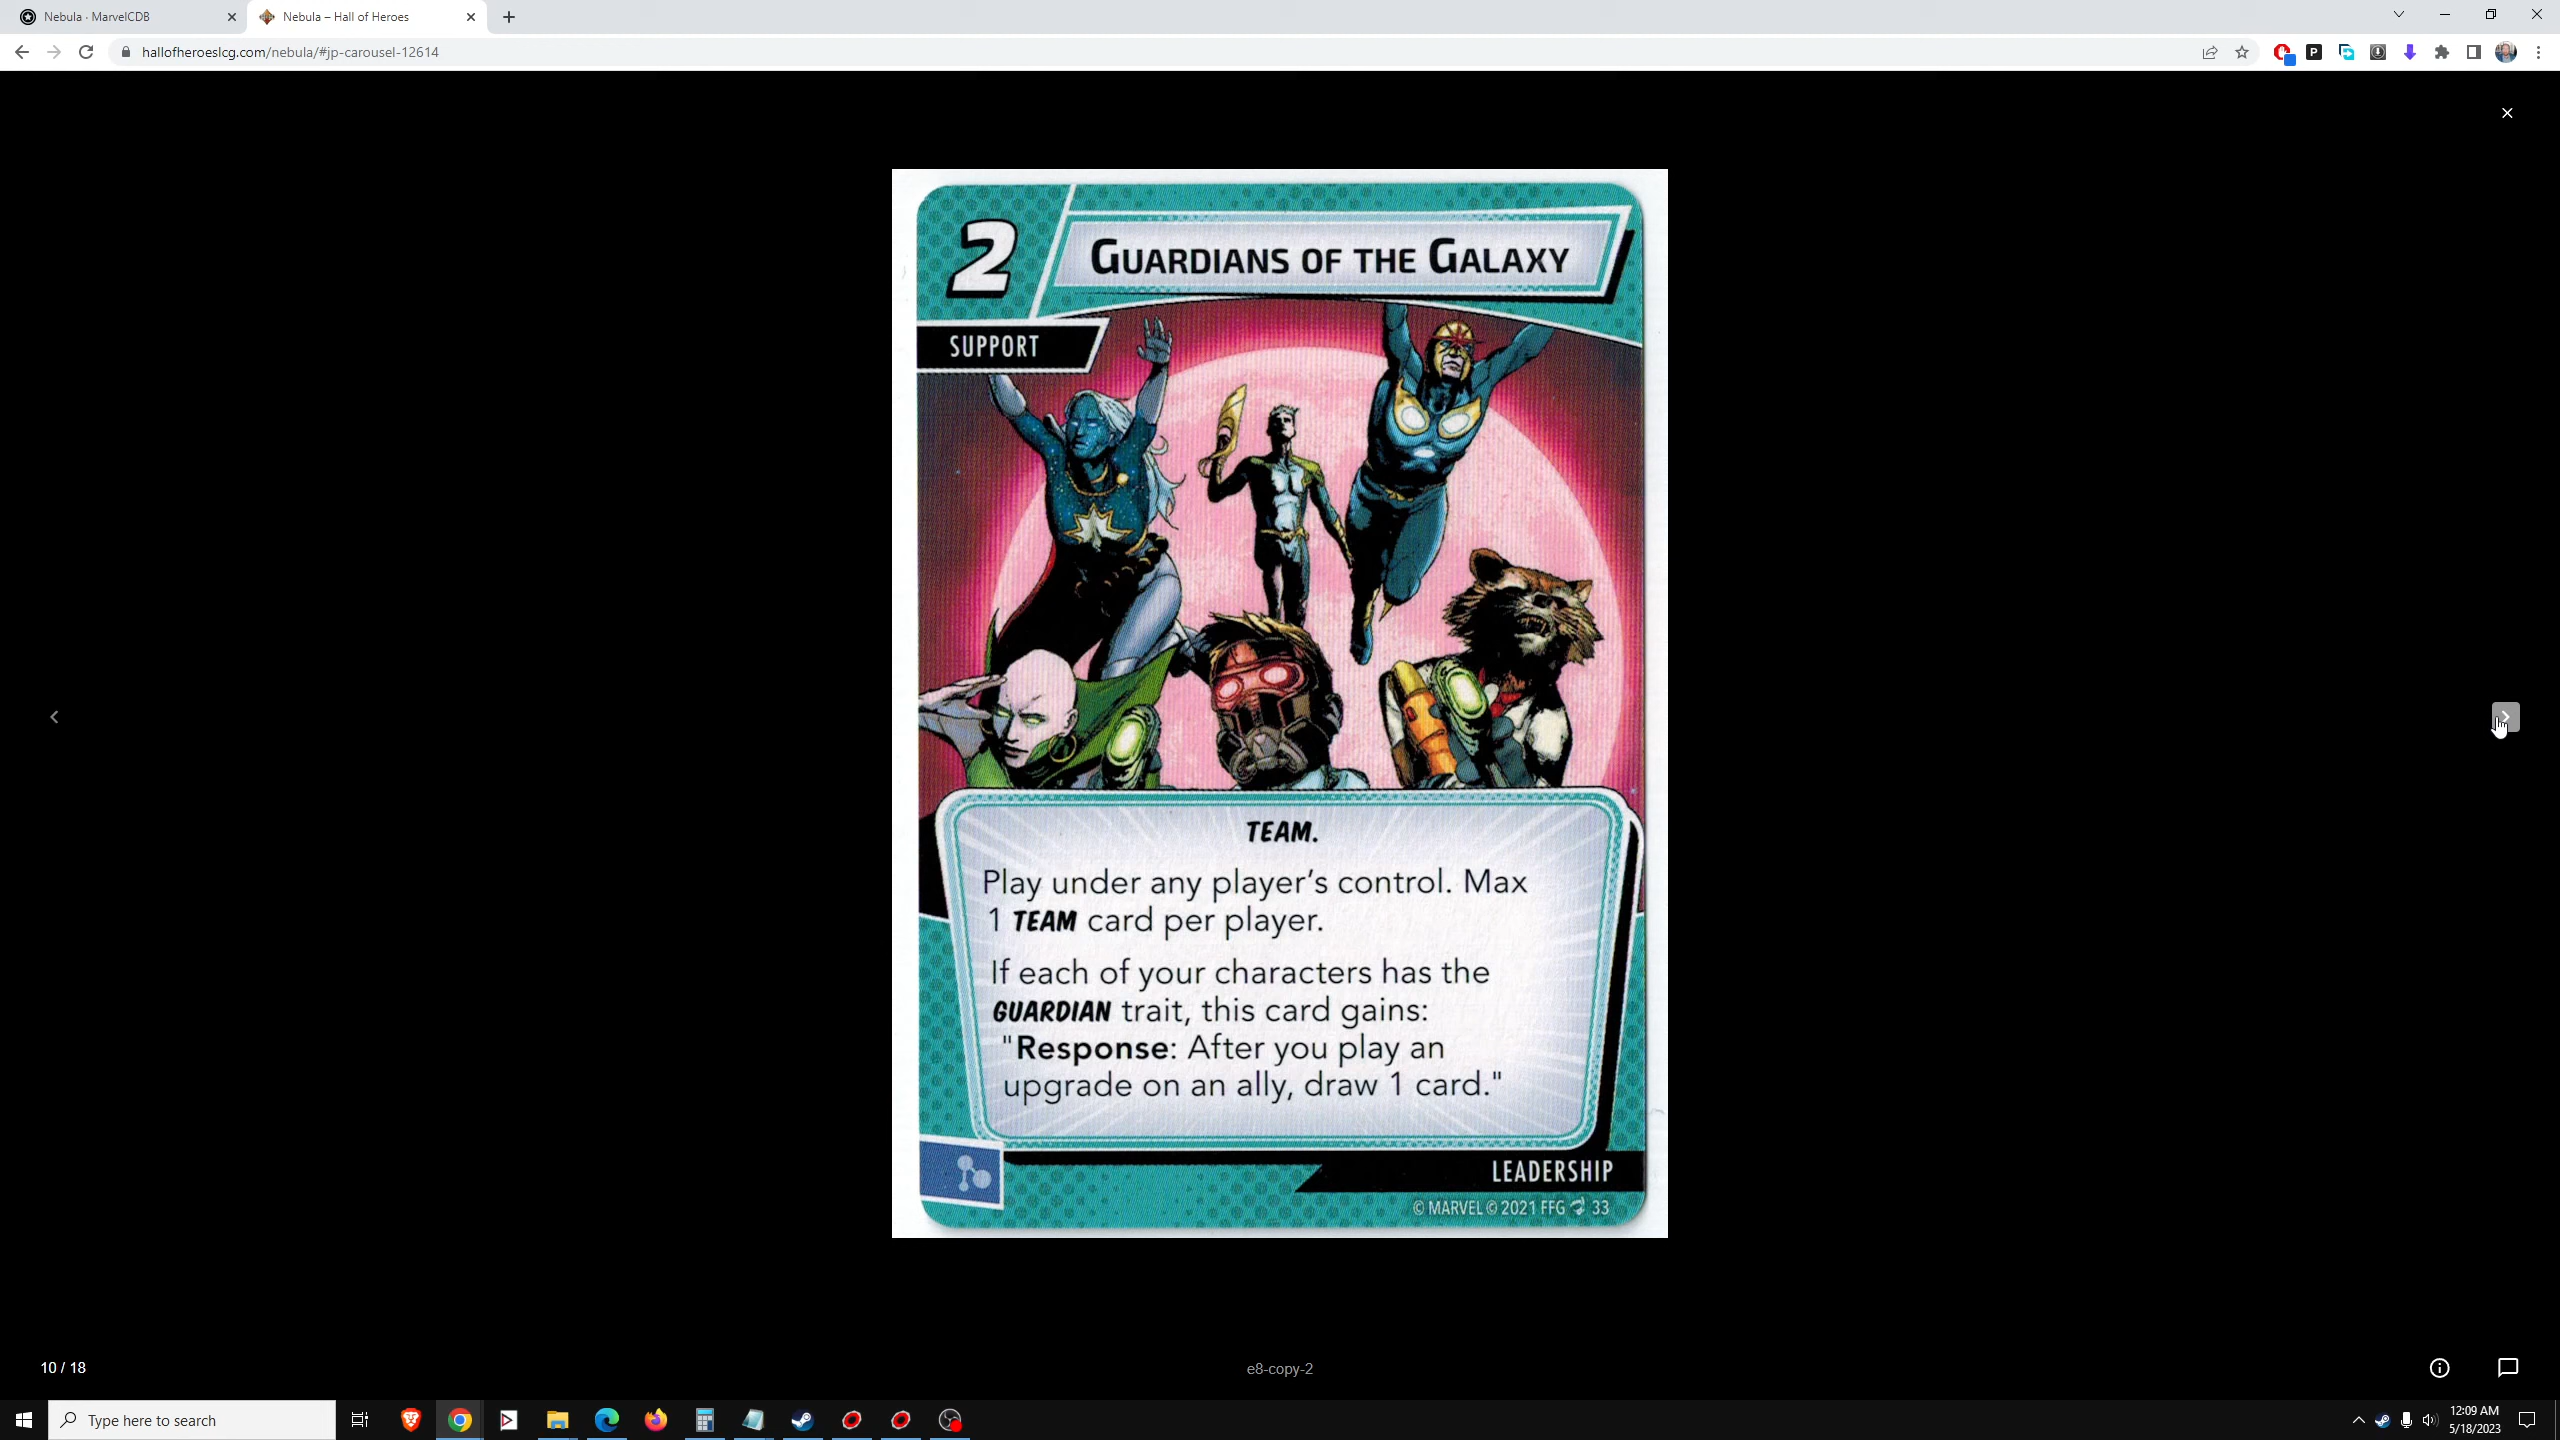 Nebula · MarvelCDB
Nebula – Hall of Heroes
hallofheroeslcg.com/nebula/#jp-carousel-12614
2
GUARDIANS OF THE GALAXY
SUPPORT
TEAM.
Play under any player's control. Max
1 TEAM card per player.
If each of your characters has the
GUARDIAN trait, this card gains:
"Response: After you play an
upgrade on an ally, draw 1 card."
LEADERSHIP
© MARVEL © 2021 FFG 33
10 / 18
e8-copy-2
Type here to search
12:09 AM
5/18/2023